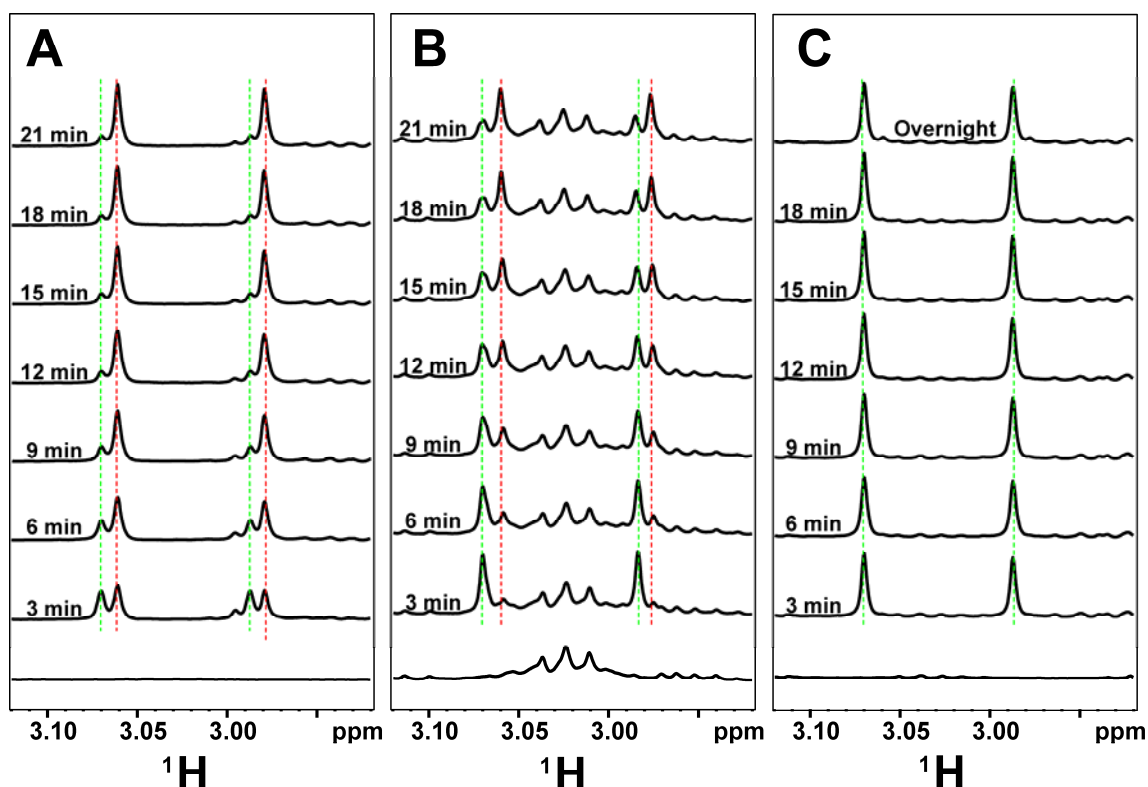 A
21 min
18 min
15 min
12 min
9 min
6 min
3 min
3.10 3.05 3.00 ppm
¹H
B
21 min
18 min
15 min
12 min
9 min
6 min
3 min
3.10 3.05 3.00 ppm
¹H
C
Overnight
18 min
15 min
12 min
9 min
6 min
3 min
3.10 3.05 3.00 ppm
¹H